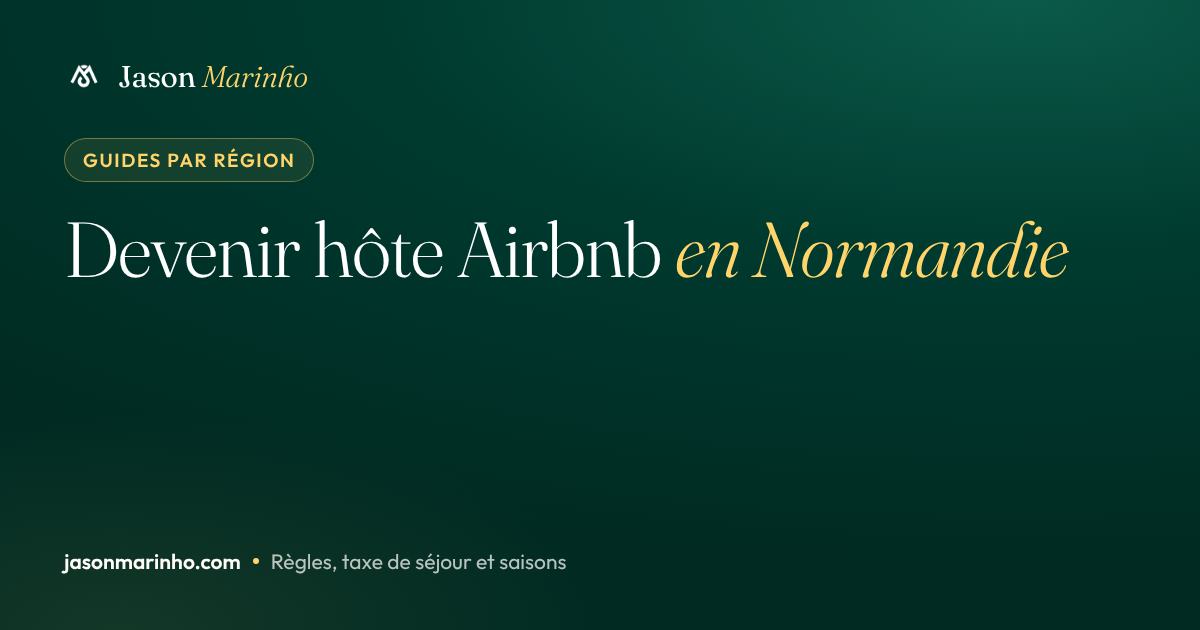 Jason Marinho
GUIDES PAR RÉGION
Devenir hôte Airbnb en Normandie
jasonmarinho.com • Règles, taxe de séjour et saisons